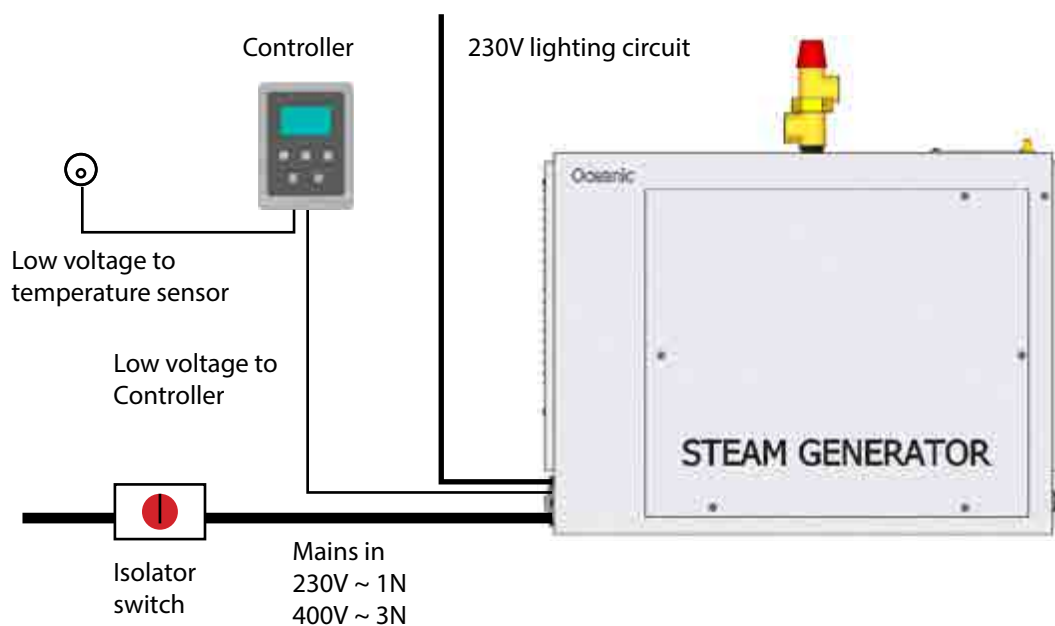 Controller
230V lighting circuit
Oceanic
Low voltage to
temperature sensor
Low voltage to
Controller
STEAM GENERATOR
Mains in
230V ~ 1N
400V ~ 3N
Isolator
switch